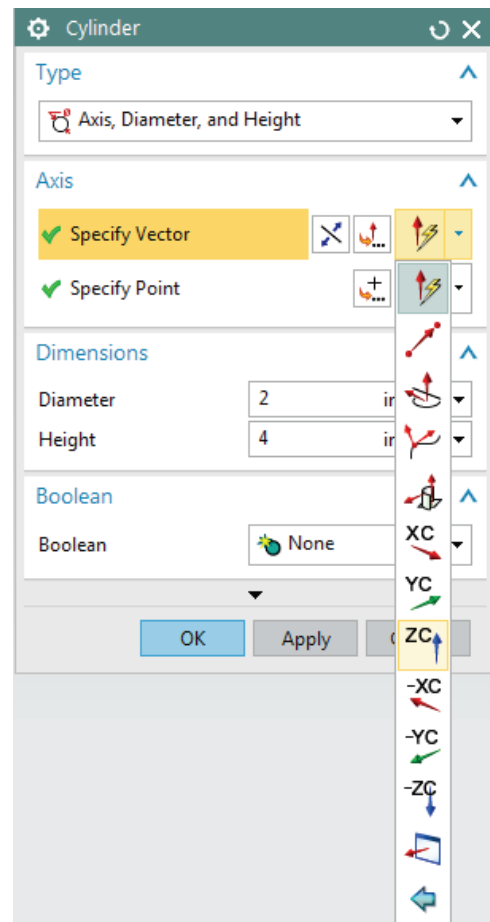 Cylinder
Type
Axis, Diameter, and Height
Axis
Specify Vector
Specify Point
Dimensions
Diameter 2
Height 4
Boolean
Boolean None
OK Apply
XC
YC
ZC
-XC
-YC
-ZC